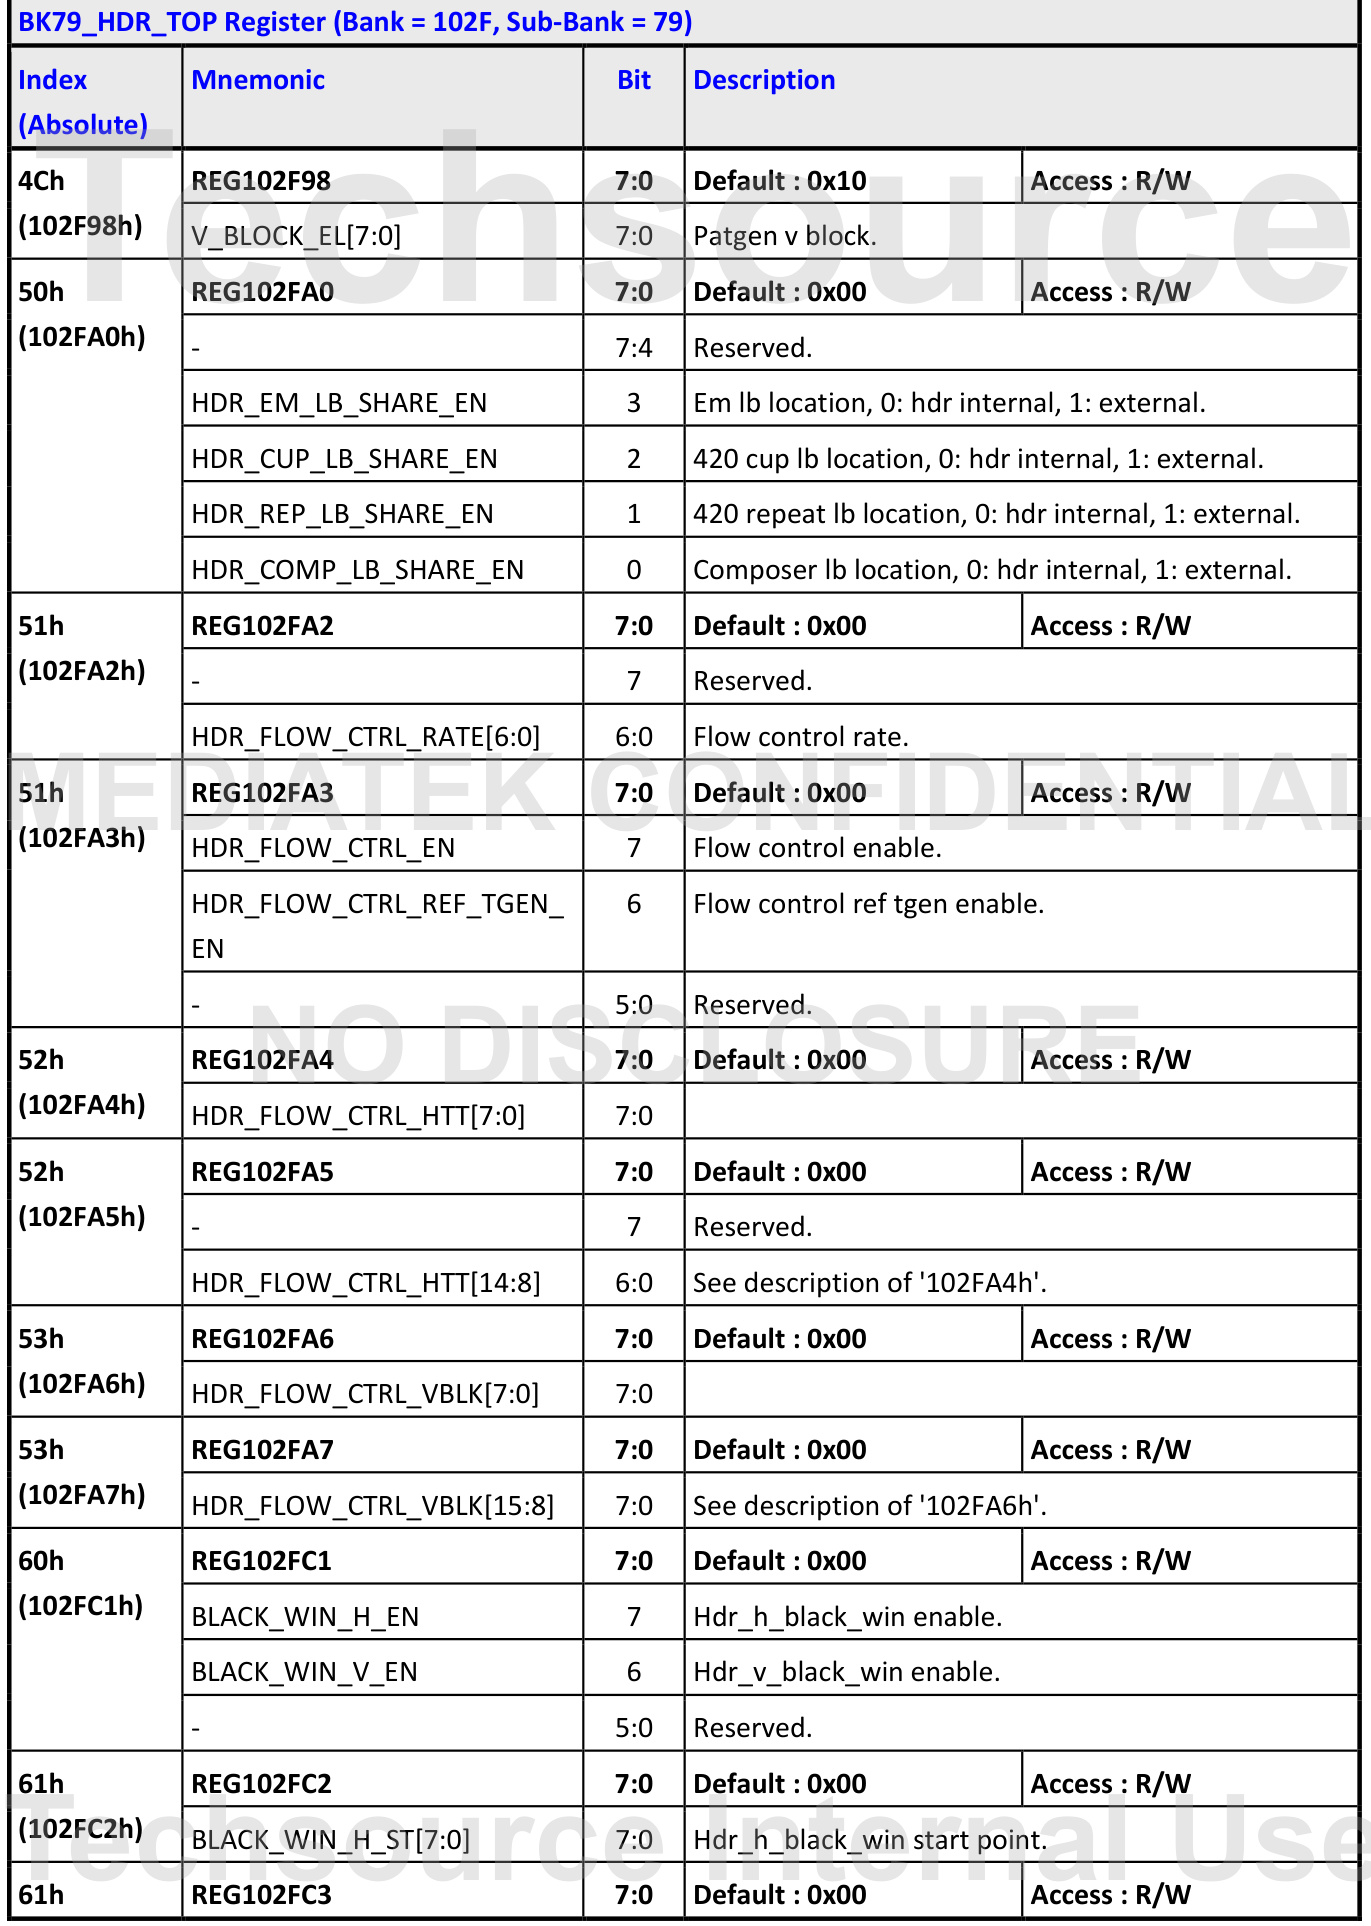 BK79_HDR_TOP Register (Bank = 102F, Sub-Bank = 79)
Index (Absolute) Mnemonic Bit Description
4Ch (102F98h) REG102F98 7:0 Default : 0x10 Access : R/W
V_BLOCK_EL[7:0] 7:0 Patgen v block.
50h (102FA0h) REG102FA0 7:0 Default : 0x00 Access : R/W
- 7:4 Reserved.
HDR_EM_LB_SHARE_EN 3 Em lb location, 0: hdr internal, 1: external.
HDR_CUP_LB_SHARE_EN 2 420 cup lb location, 0: hdr internal, 1: external.
HDR_REP_LB_SHARE_EN 1 420 repeat lb location, 0: hdr internal, 1: external.
HDR_COMP_LB_SHARE_EN 0 Composer lb location, 0: hdr internal, 1: external.
51h (102FA2h) REG102FA2 7:0 Default : 0x00 Access : R/W
- 7 Reserved.
HDR_FLOW_CTRL_RATE[6:0] 6:0 Flow control rate.
51h (102FA3h) REG102FA3 7:0 Default : 0x00 Access : R/W
HDR_FLOW_CTRL_EN 7 Flow control enable.
HDR_FLOW_CTRL_REF_TGEN_ 6 Flow control ref tgen enable.
EN
- 5:0 Reserved.
52h (102FA4h) REG102FA4 7:0 Default : 0x00 Access : R/W
HDR_FLOW_CTRL_HTT[7:0] 7:0
52h (102FA5h) REG102FA5 7:0 Default : 0x00 Access : R/W
- 7 Reserved.
HDR_FLOW_CTRL_HTT[14:8] 6:0 See description of '102FA4h'.
53h (102FA6h) REG102FA6 7:0 Default : 0x00 Access : R/W
HDR_FLOW_CTRL_VBLK[7:0] 7:0
53h (102FA7h) REG102FA7 7:0 Default : 0x00 Access : R/W
HDR_FLOW_CTRL_VBLK[15:8] 7:0 See description of '102FA6h'.
60h (102FC1h) REG102FC1 7:0 Default : 0x00 Access : R/W
BLACK_WIN_H_EN 7 Hdr_h_black_win enable.
BLACK_WIN_V_EN 6 Hdr_v_black_win enable.
- 5:0 Reserved.
61h (102FC2h) REG102FC2 7:0 Default : 0x00 Access : R/W
BLACK_WIN_H_ST[7:0] 7:0 Hdr_h_black_win start point.
61h REG102FC3 7:0 Default : 0x00 Access : R/W
Techsource
MEDIATEK CONFIDENTIAL
NO DISCLOSURE
Techsource Internal Use